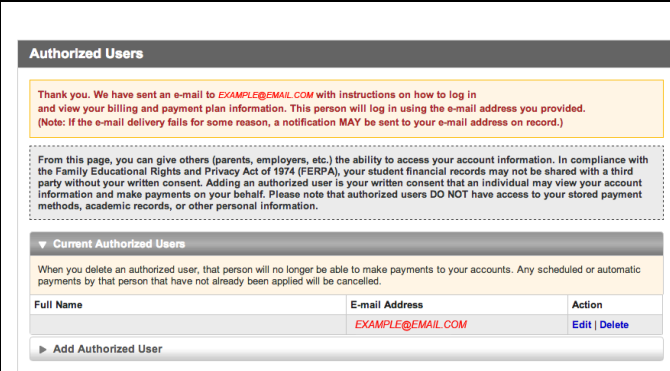 Authorized Users
Thank you. We have sent an e-mail to EXAMPLE@EMAIL.COM with instructions on how to log in
and view your billing and payment plan information. This person will log in using the e-mail address you provided.
(Note: If the e-mail delivery fails for some reason, a notification MAY be sent to your e-mail address on record.)
From this page, you can give others (parents, employers, etc.) the ability to access your account information. In compliance with
the Family Educational Rights and Privacy Act of 1974 (FERPA), your student financial records may not be shared with a third
party without your written consent. Adding an authorized user is your written consent that an individual may view your account
information and make payments on your behalf. Please note that authorized users DO NOT have access to your stored payment
methods, academic records, or other personal information.
Current Authorized Users
When you delete an authorized user, that person will no longer be able to make payments to your accounts. Any scheduled or automatic
payments by that person that have not already been applied will be cancelled.
Full Name E-mail Address Action
EXAMPLE@EMAIL.COM Edit | Delete
Add Authorized User